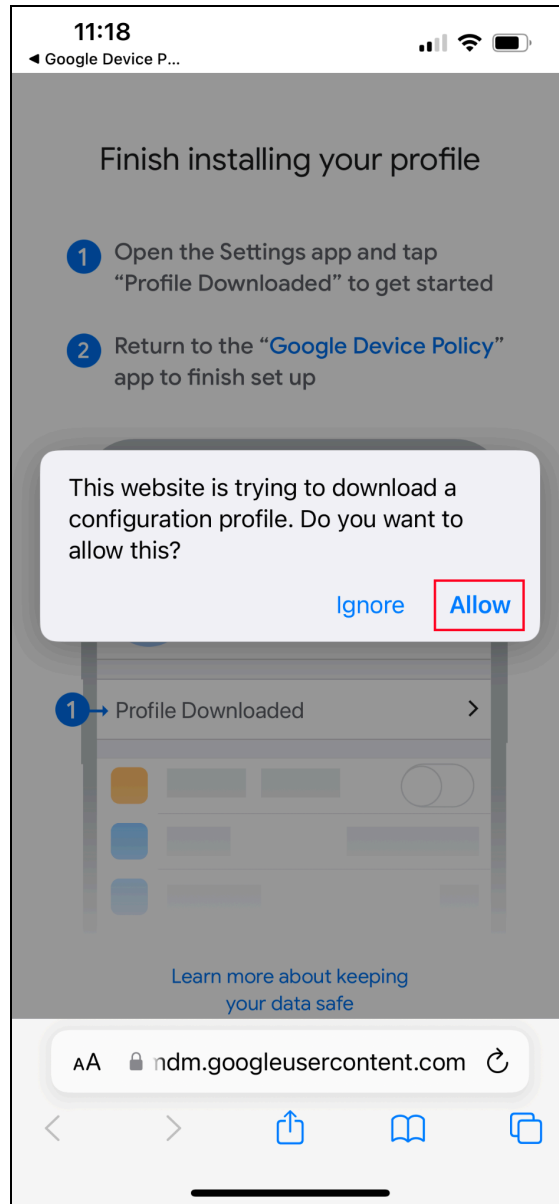 11:18
◀ Google Device P...
Finish installing your profile
1 Open the Settings app and tap
“Profile Downloaded” to get started
2 Return to the “Google Device Policy”
app to finish set up
This website is trying to download a
configuration profile. Do you want to
allow this?
Ignore Allow
1 → Profile Downloaded
Learn more about keeping
your data safe
AA ndm.googleusercontent.com